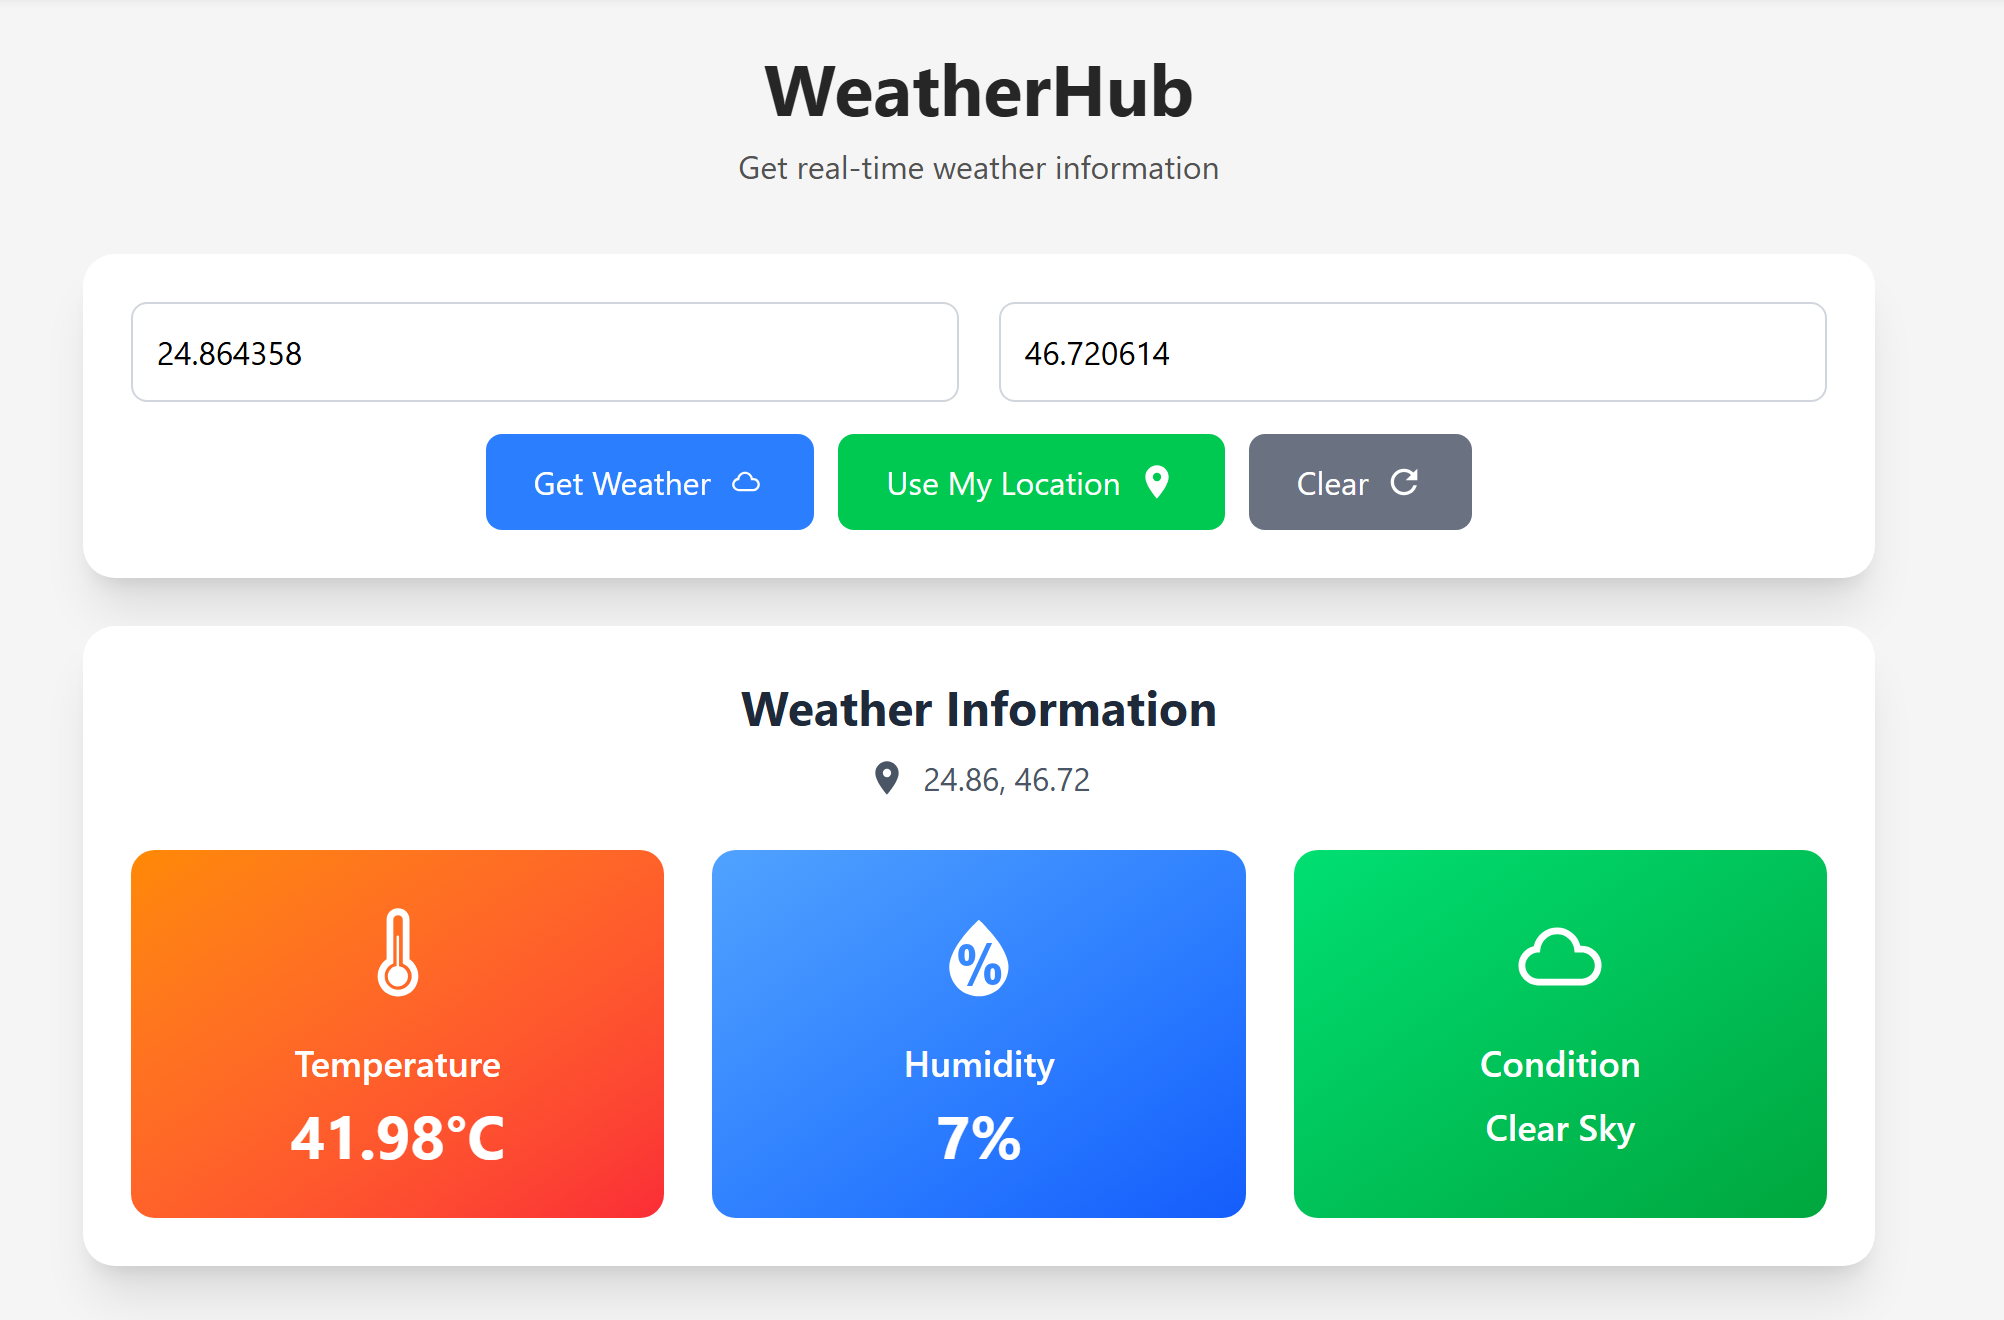 WeatherHub
Get real-time weather information
24.864358
46.720614
Get Weather
Use My Location
Clear
Weather Information
24.86, 46.72
Temperature
41.98°C
%
Humidity
7%
Condition
Clear Sky